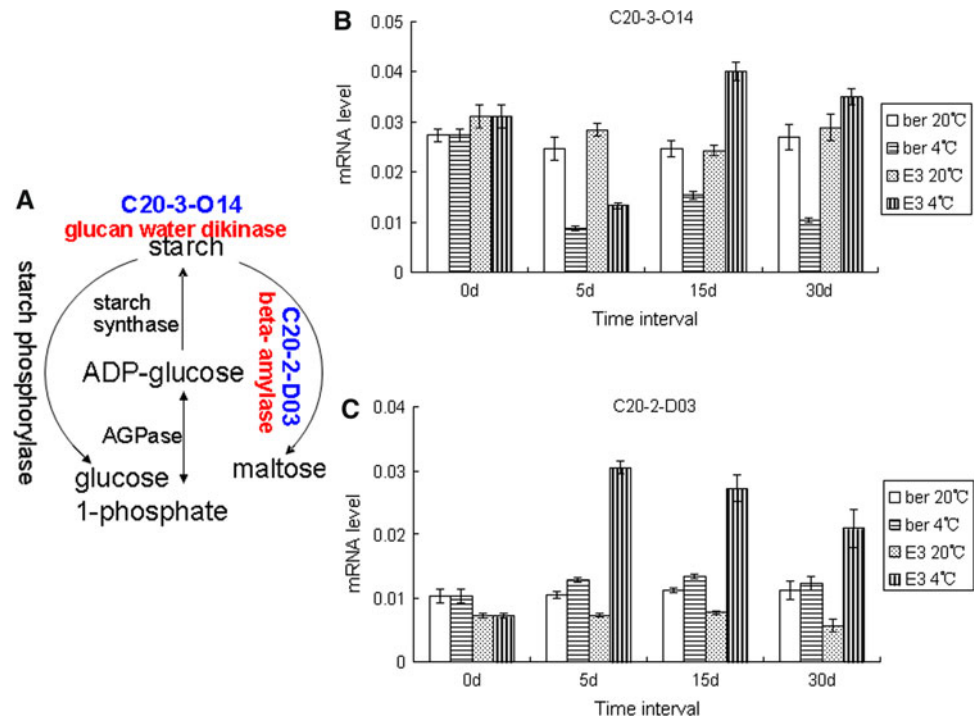 A
C20-3-O14
glucan water dikinase
starch
starch phosphorylase
starch
synthase
beta- amylase
C20-2-D03
ADP-glucose
AGPase
glucose
1-phosphate
maltose
B
C20-3-O14
mRNA level
0.05
0.04
0.03
0.02
0.01
0
0d
5d
15d
30d
Time interval
ber 20℃
ber 4℃
E3 20℃
E3 4℃
C
C20-2-D03
mRNA level
0.04
0.03
0.02
0.01
0
0d
5d
15d
30d
Time interval
ber 20℃
ber 4℃
E3 20℃
E3 4℃